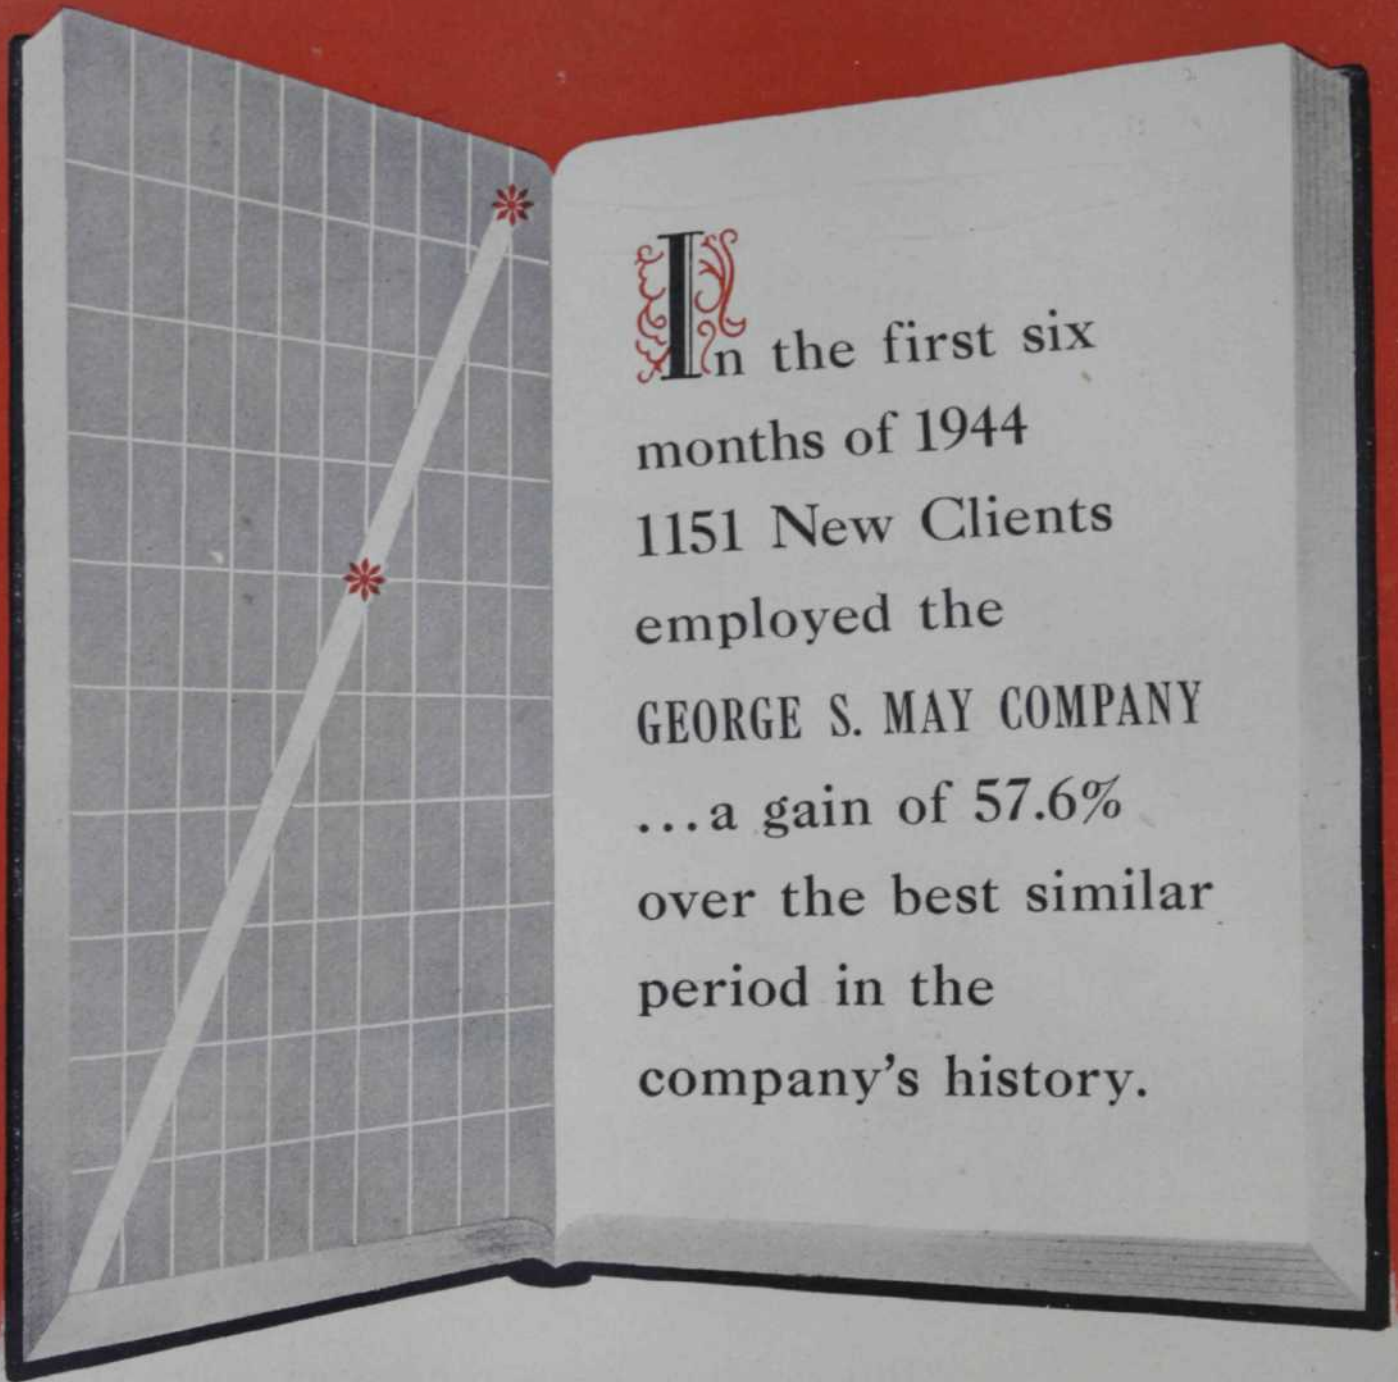 In the first six
months of 1944
1151 New Clients
employed the
GEORGE S. MAY COMPANY
...a gain of 57.6%
over the best similar
period in the
company's history.